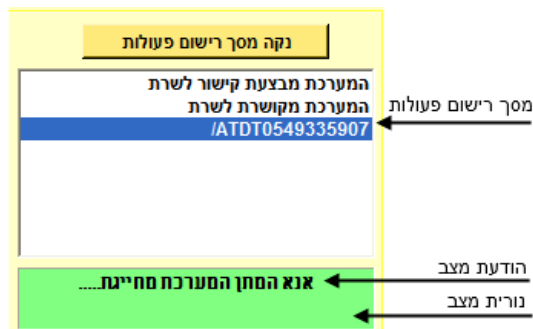 נקה מסך רישום פעולות
המערכת מבצעת קישור לשרת
המערכת מקושרת לשרת
/ATDT0549335907
מסך רישום פעולות
אנא המתן המערכת מחייגת.....
הודעת מצב
נורית מצב